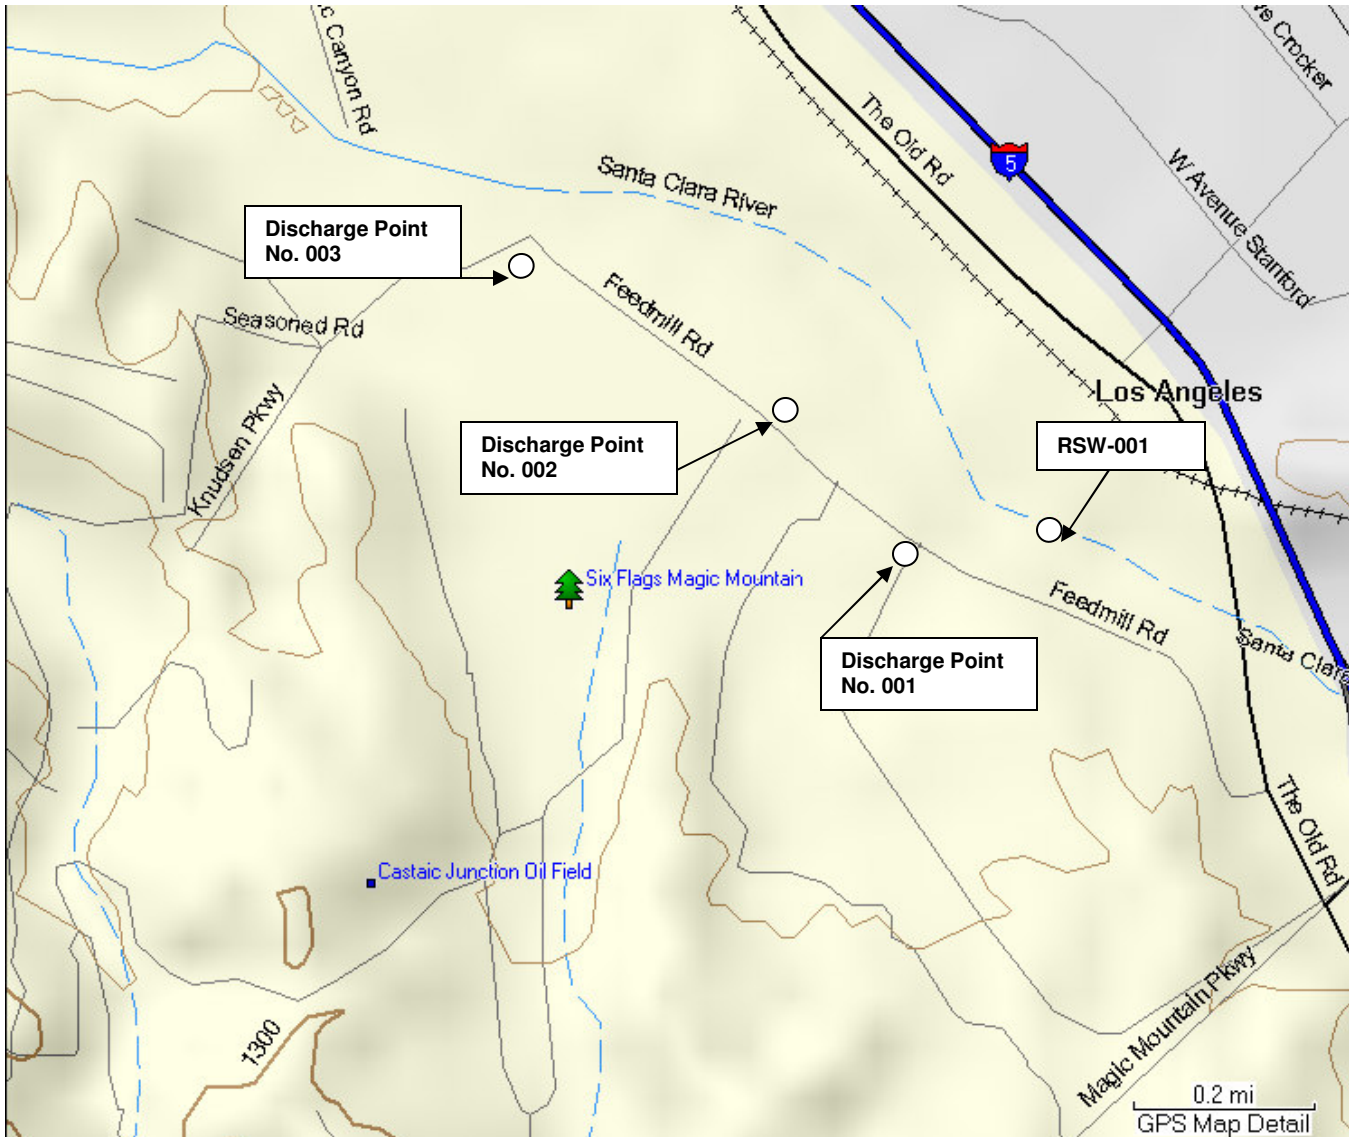 c Canyon Rd
ve Crocker
The Old Rd
5
W Avenue Stanford
Santa Clara River
Discharge Point
No. 003
Feedmill Rd
Seasoned Rd
Knudsen Pkwy
Los Angeles
Discharge Point
No. 002
RSW-001
Six Flags Magic Mountain
Feedmill Rd
Santa Clara
Discharge Point
No. 001
The Old Rd
Castaic Junction Oil Field
Magic Mountain Pkwy
1300
0.2 mi
GPS Map Detail